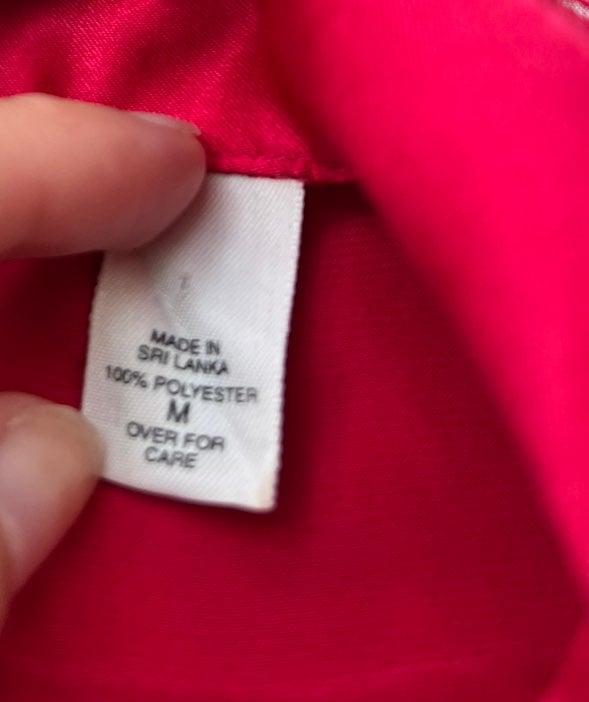 MADE IN
SRI LANKA
100% POLYESTER
M
OVER FOR
CARE